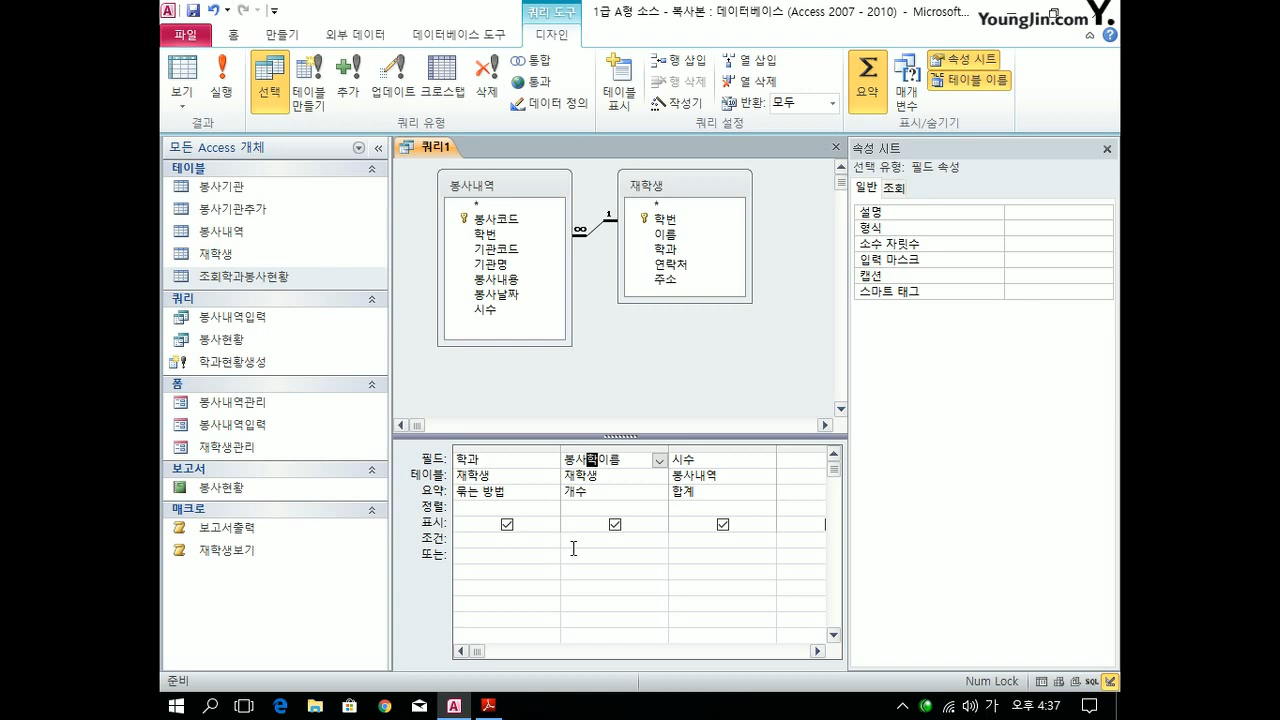 쿼리 도구
1급 A형 소스 - 복사본 : 데이터베이스 (Access 2007 - 2010) - Microsoft...
YoungJin.com Y.
파일 홈 만들기 외부 데이터 데이터베이스 도구 디자인
보기 실행 선택 테이블 만들기 추가 업데이트 크로스탭 삭제
통합
통과
데이터 정의
테이블 표시
행 삽입
행 삭제
작성기
열 삽입
열 삭제
반환: 모두
요약 매개 변수
속성 시트
테이블 이름
결과 쿼리 유형 쿼리 설정 표시/숨기기
모든 Access 개체
테이블
봉사기관
봉사기관추가
봉사내역
재학생
조회학과봉사현황
쿼리
봉사내역입력
봉사현황
학과현황생성
폼
봉사내역관리
봉사내역입력
재학생관리
보고서
봉사현황
매크로
보고서출력
재학생보기
쿼리1
봉사내역
*
봉사코드
학번
기관코드
기관명
봉사내용
봉사날짜
시수
∞ 1
재학생
*
학번
이름
학과
연락처
주소
필드: 학과 봉사학이름 시수
테이블: 재학생 재학생 봉사내역
요약: 묶는 방법 개수 합계
정렬:
표시:
조건:
또는:
속성 시트
선택 유형: 필드 속성
일반 조회
설명
형식
소수 자릿수
입력 마스크
캡션
스마트 태그
준비 Num Lock SQL
가 오후 4:37